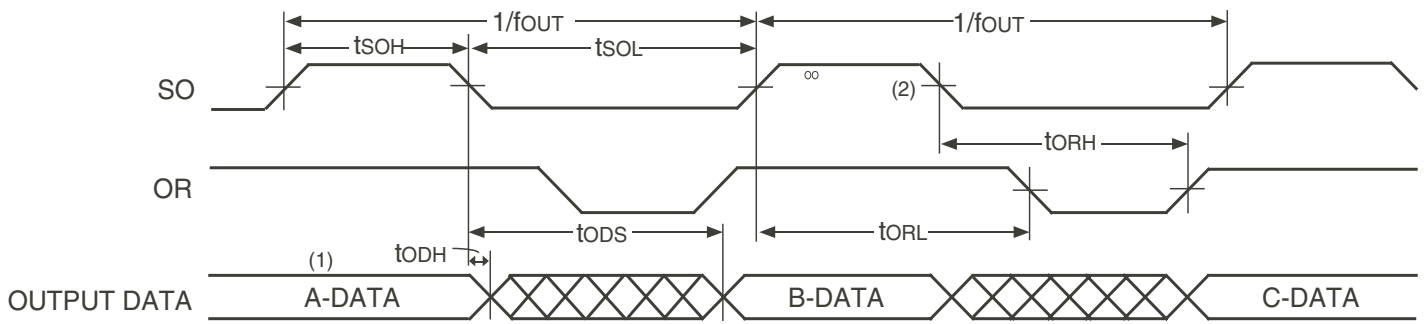 1/fOUT 1/fOUT
tSOH tSOL
SO ∞ (2)
tORH
OR
tODS tORL
tODH
(1)
OUTPUT DATA A-DATA B-DATA C-DATA